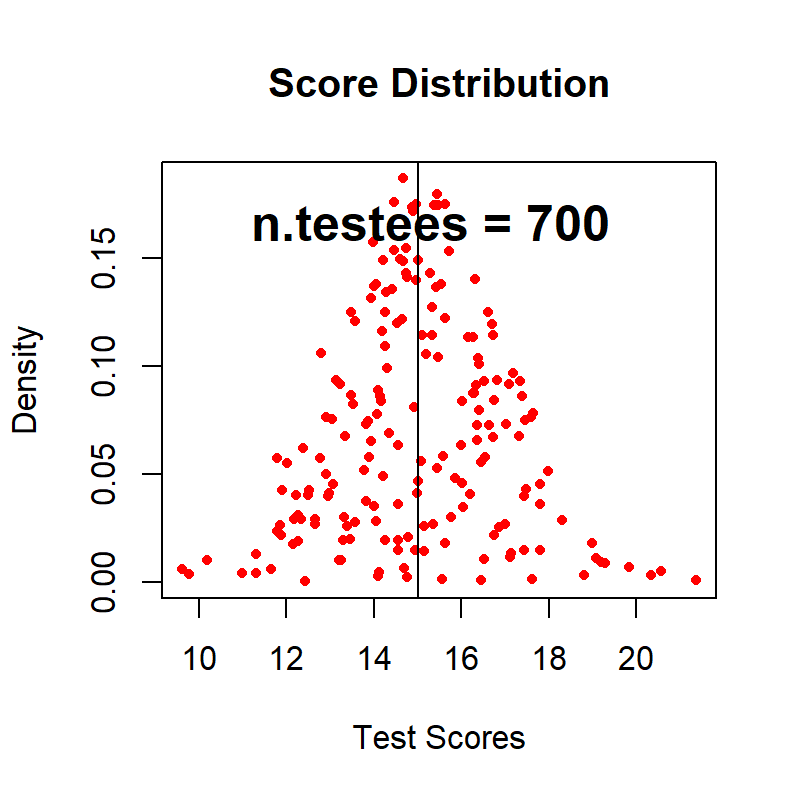 Score Distribution
n.testees = 700
Density
0.00 0.05 0.10 0.15
10 12 14 16 18 20
Test Scores